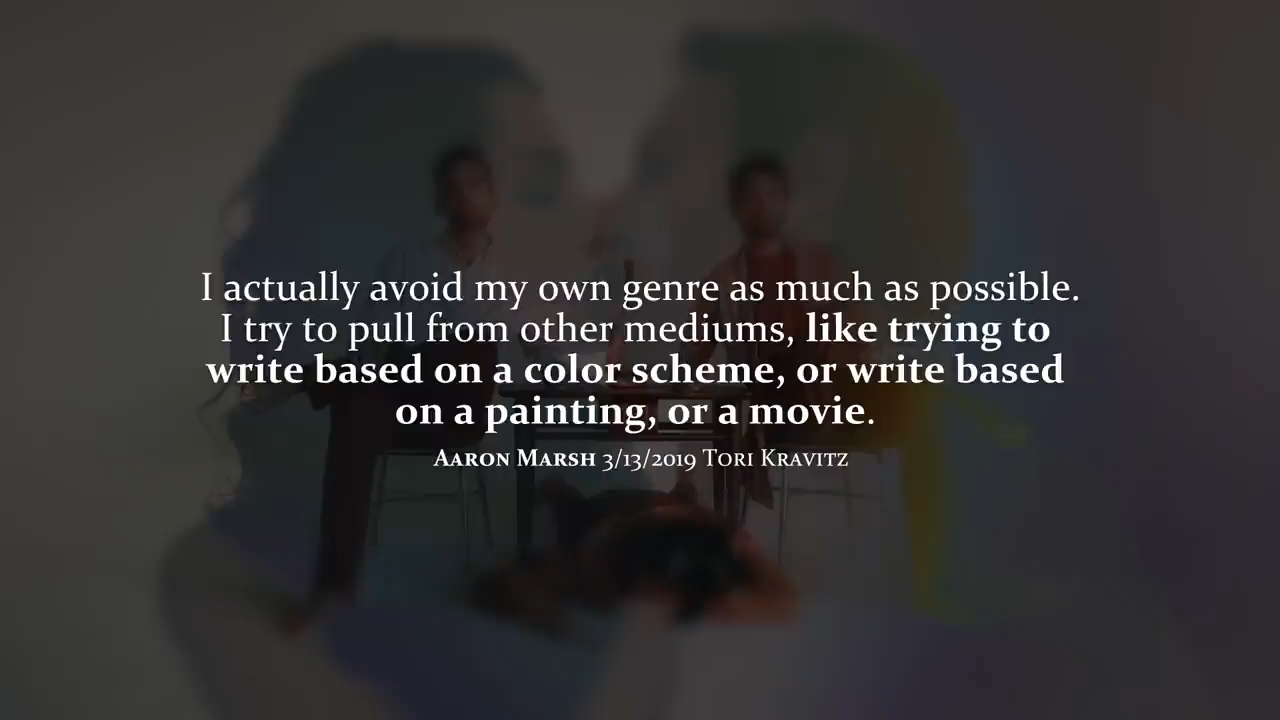 I actually avoid my own genre as much as possible.
I try to pull from other mediums, like trying to
write based on a color scheme, or write based
on a painting, or a movie.
Aaron Marsh 3/13/2019 Tori Kravitz